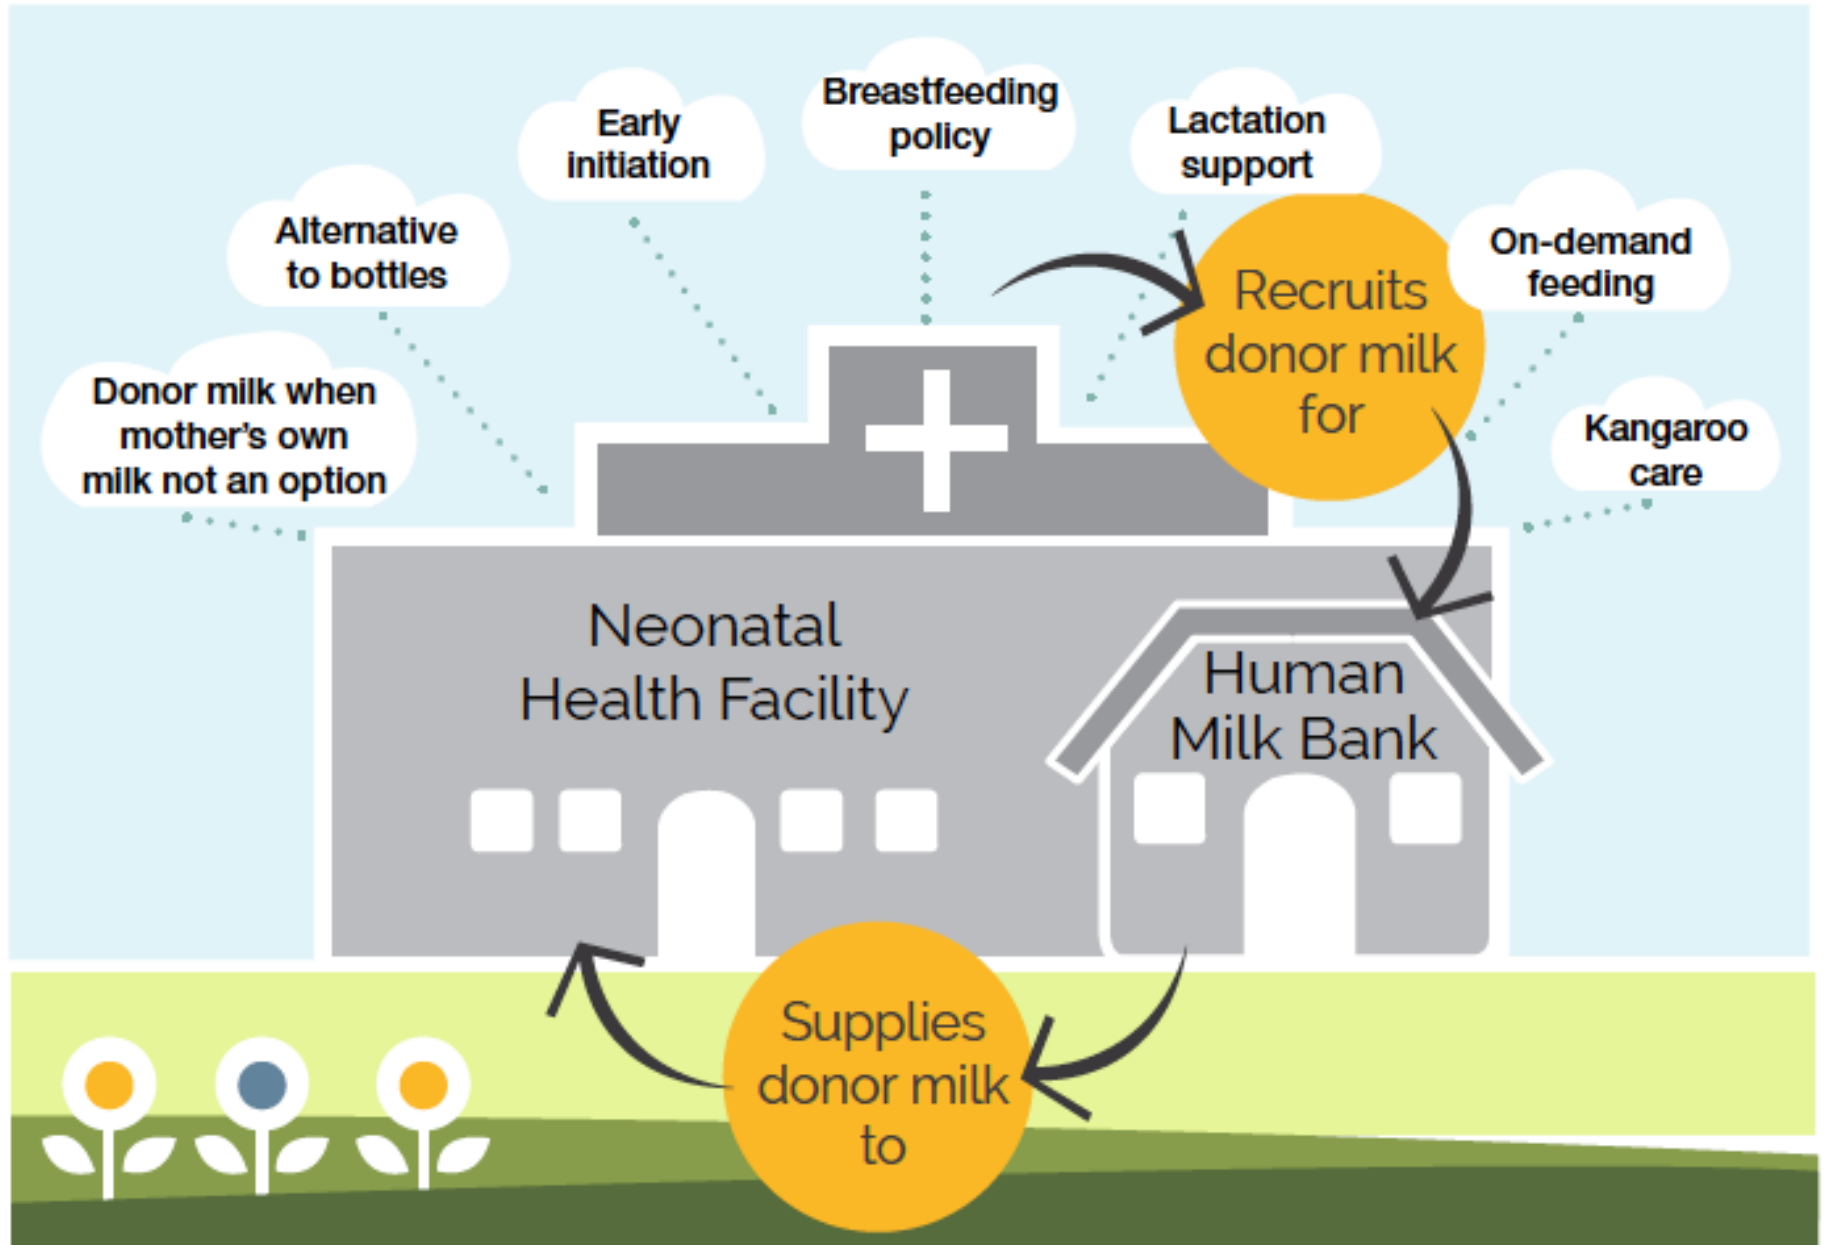 Breastfeeding
policy
Early
initiation
Lactation
support
Alternative
to bottles
On-demand
feeding
Donor milk when
mother's own
milk not an option
Kangaroo
care
Recruits
donor milk
for
Neonatal
Health Facility
Human
Milk Bank
Supplies
donor milk
to